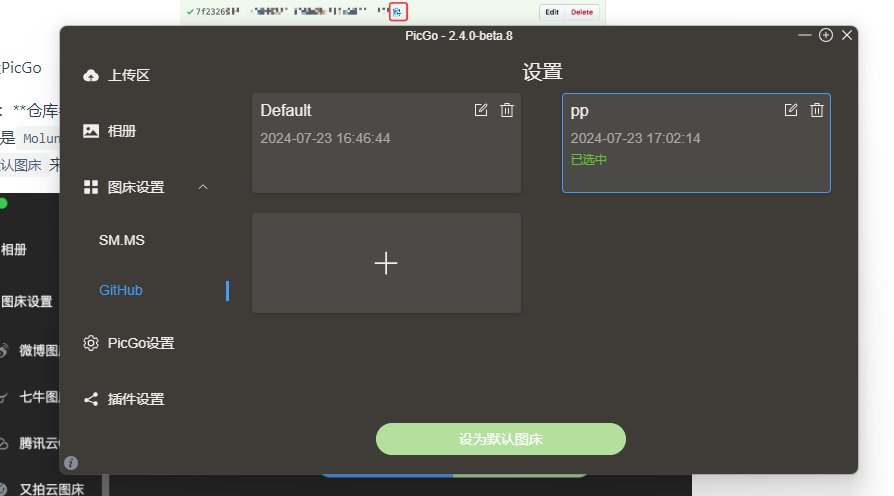 7f2326
Edit
Delete
PicGo
：**仓库
是 Molun
认图床 来
相册
图床设置
微博图
七牛图
腾讯云
又拍云图床
PicGo - 2.4.0-beta.8
上传区
相册
图床设置
SM.MS
GitHub
PicGo设置
插件设置
设置
Default
2024-07-23 16:46:44
pp
2024-07-23 17:02:14
已选中
设为默认图床